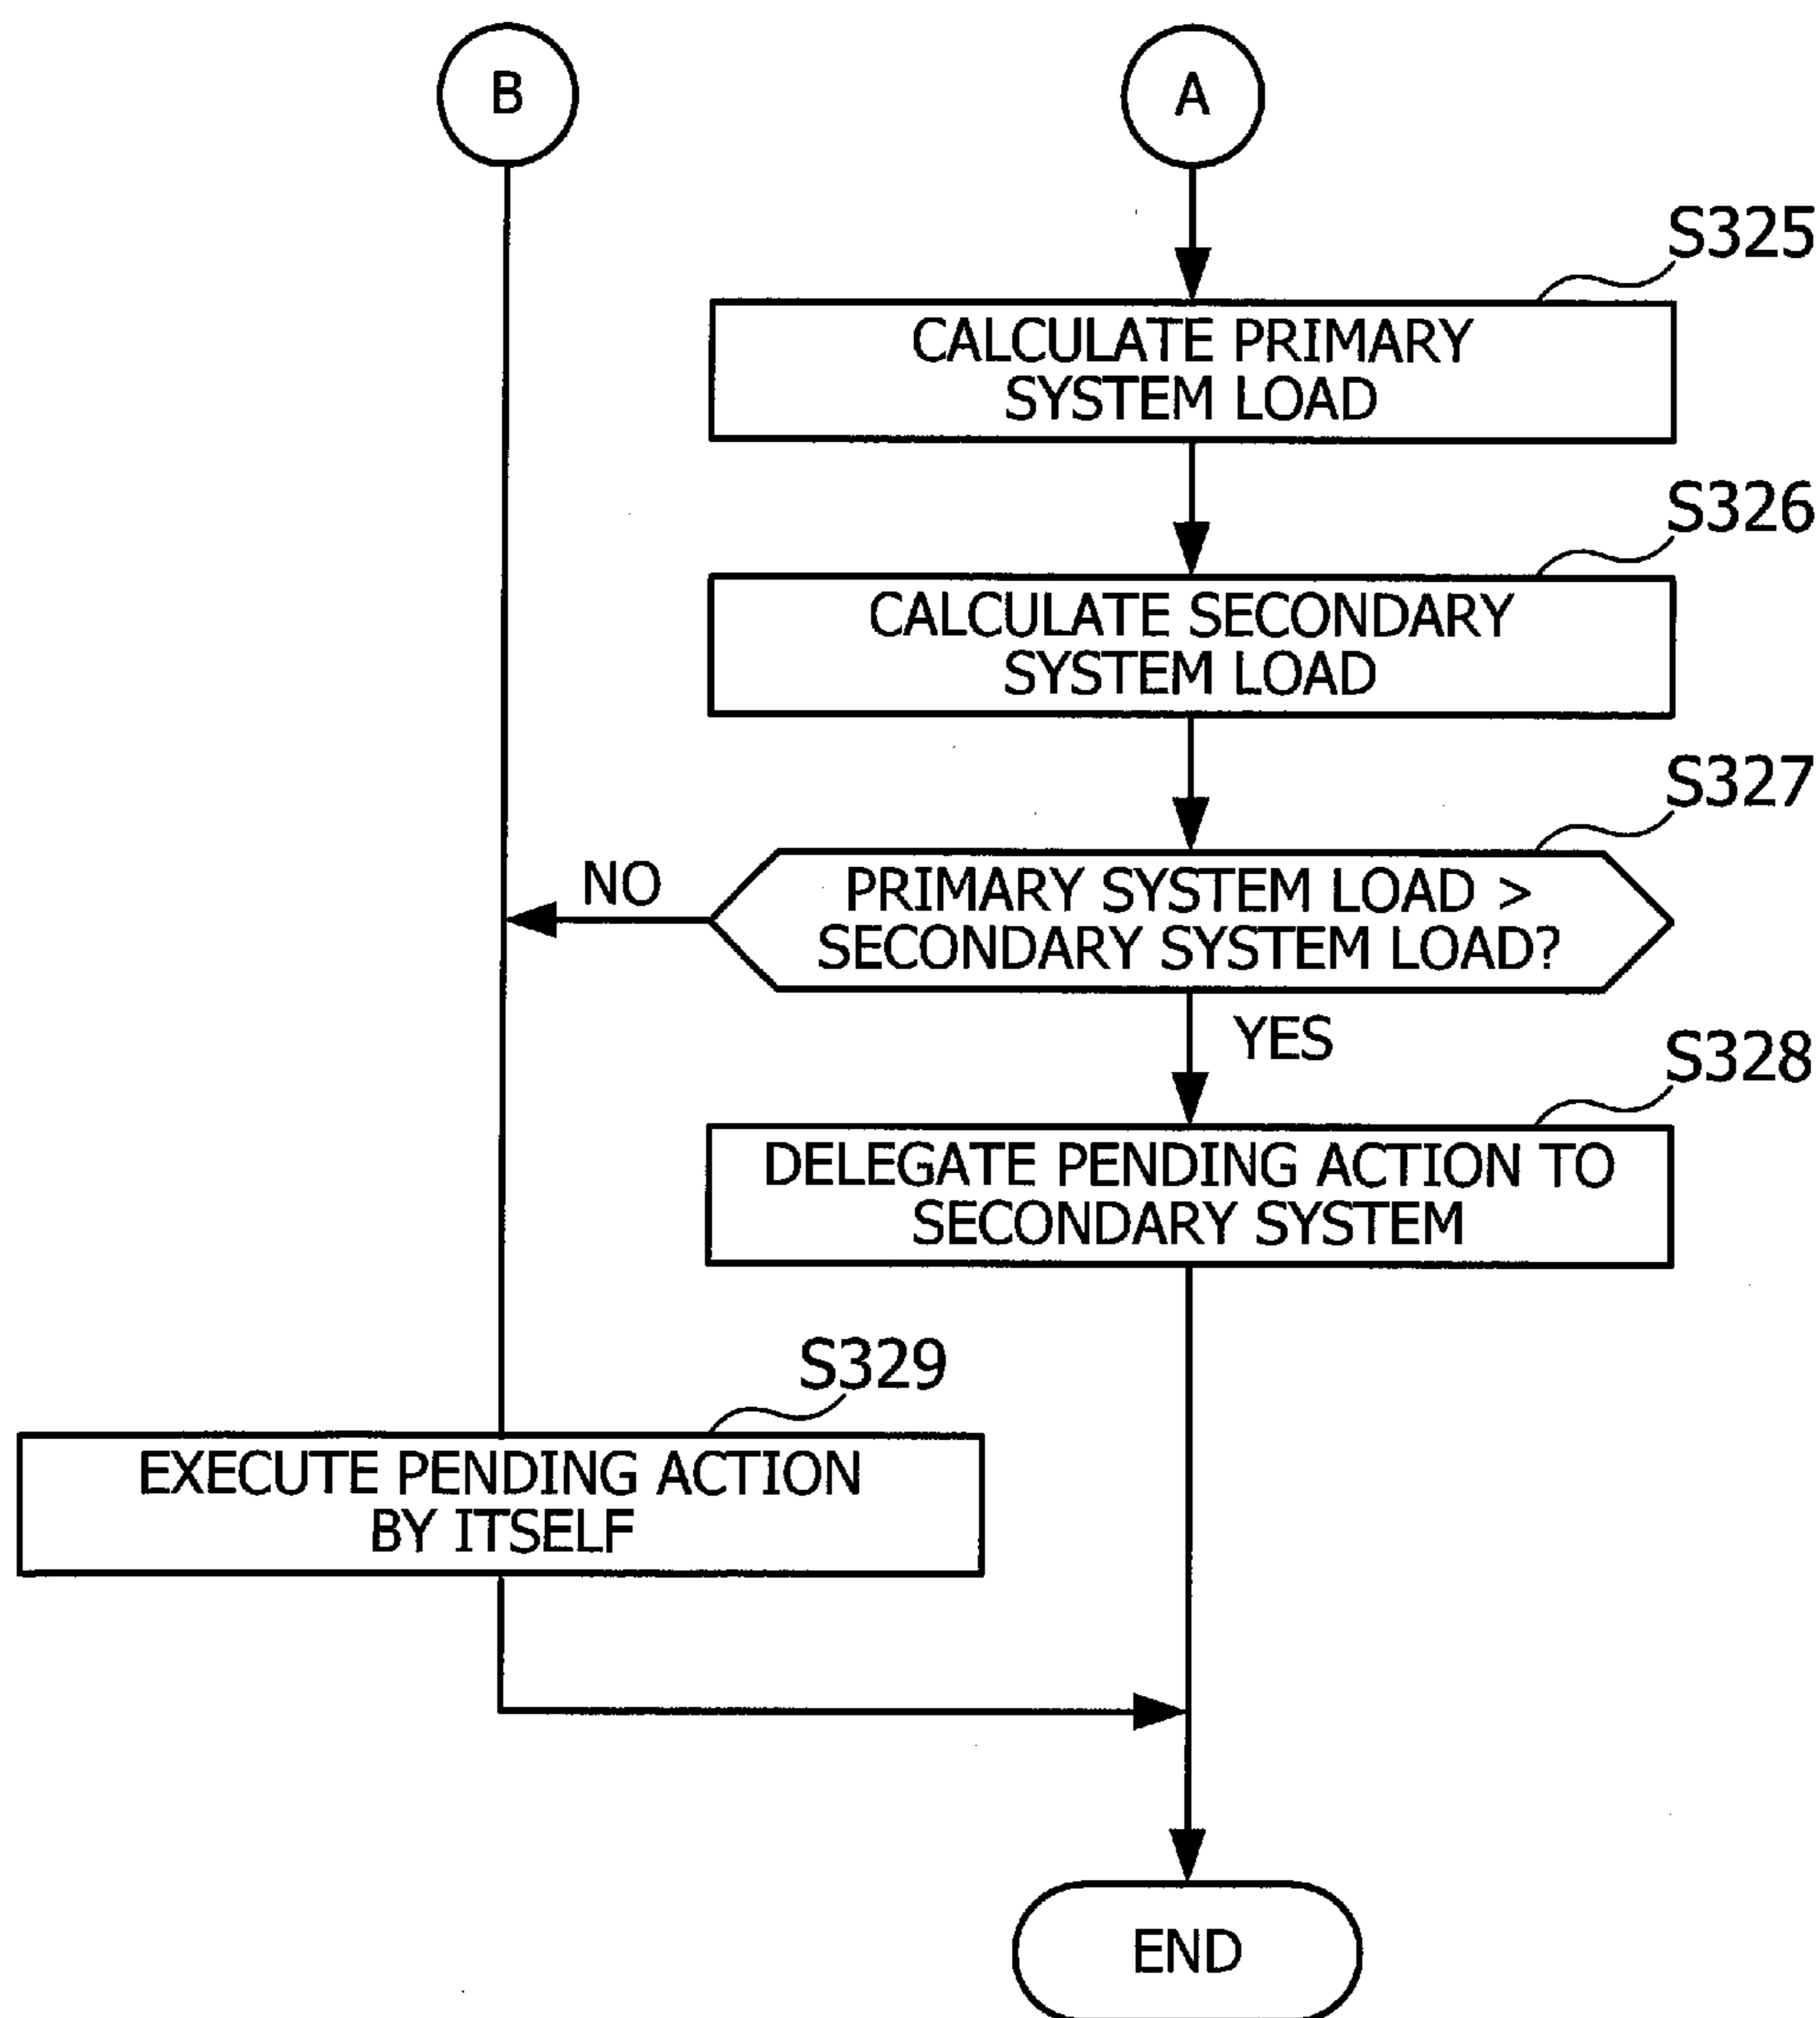 B
A
S325
CALCULATE PRIMARY
SYSTEM LOAD
S326
CALCULATE SECONDARY
SYSTEM LOAD
S327
NO
PRIMARY SYSTEM LOAD >
SECONDARY SYSTEM LOAD?
YES
S328
DELEGATE PENDING ACTION TO
SECONDARY SYSTEM
S329
EXECUTE PENDING ACTION
BY ITSELF
END